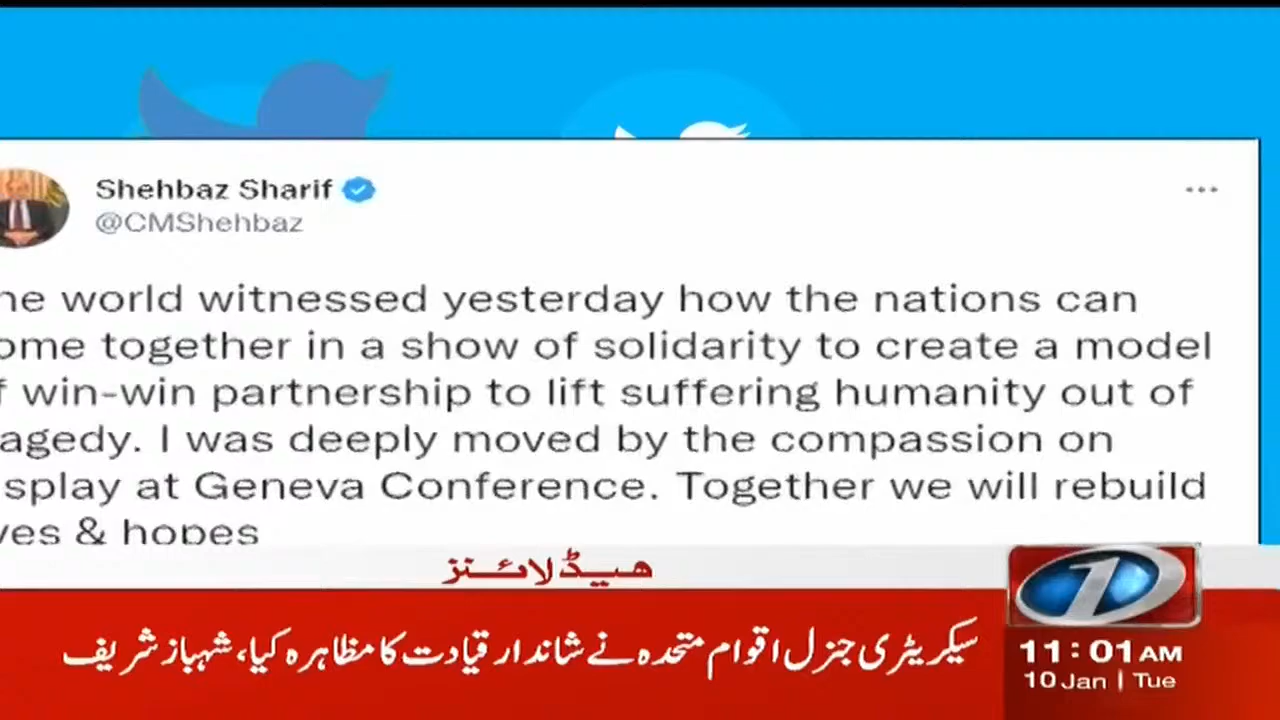 Shehbaz Sharif
@CMShehbaz
he world witnessed yesterday how the nations can
ome together in a show of solidarity to create a model
f win-win partnership to lift suffering humanity out of
agedy. I was deeply moved by the compassion on
splay at Geneva Conference. Together we will rebuild
ves & hopes
ہیڈلائنز
سیکریٹری جنرل اقوام متحدہ نے شاندار قیادت کا مظاہرہ کیا، شہباز شریف
1
11:01 AM
10 Jan | Tue